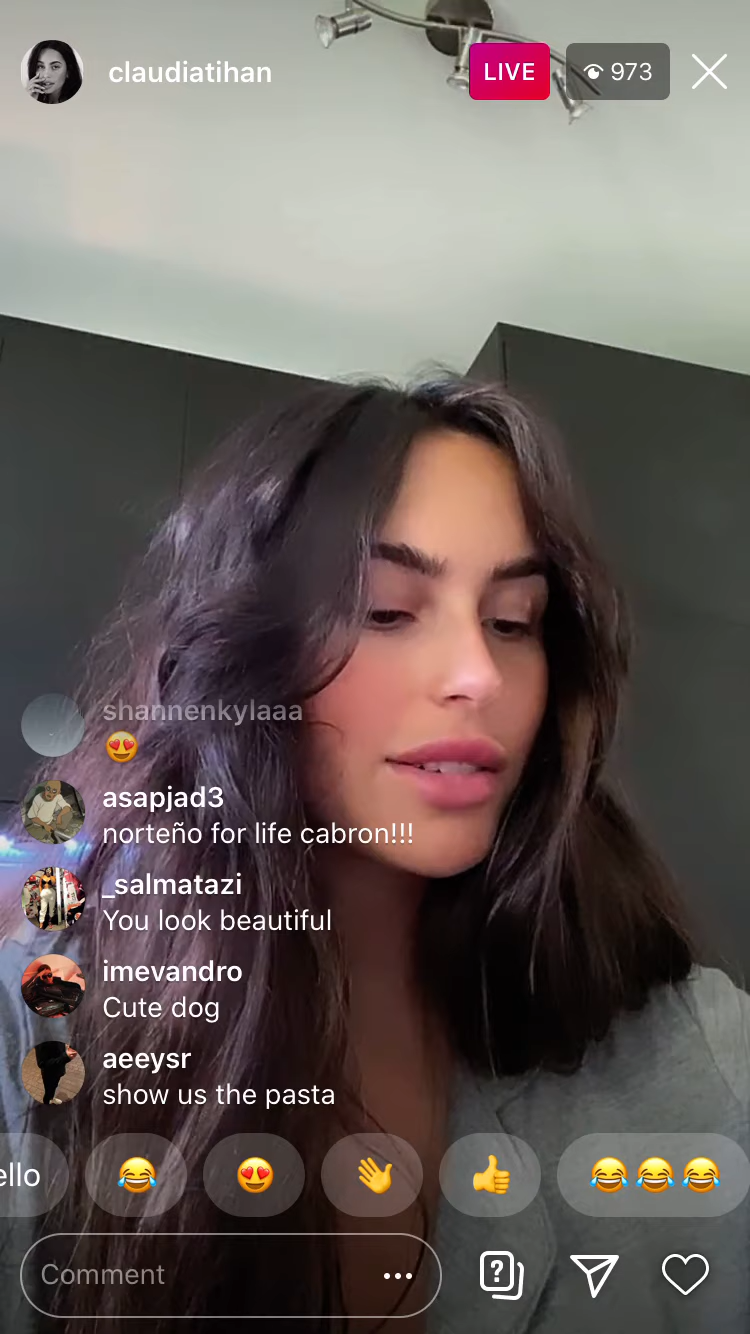 claudiatihan
LIVE
973
shannenkylaaa
😍
asapjad3
norteño for life cabron!!!
_salmatazi
You look beautiful
imevandro
Cute dog
aeeysr
show us the pasta
ello
😂
😍
👋
👍
😂😂😂
Comment